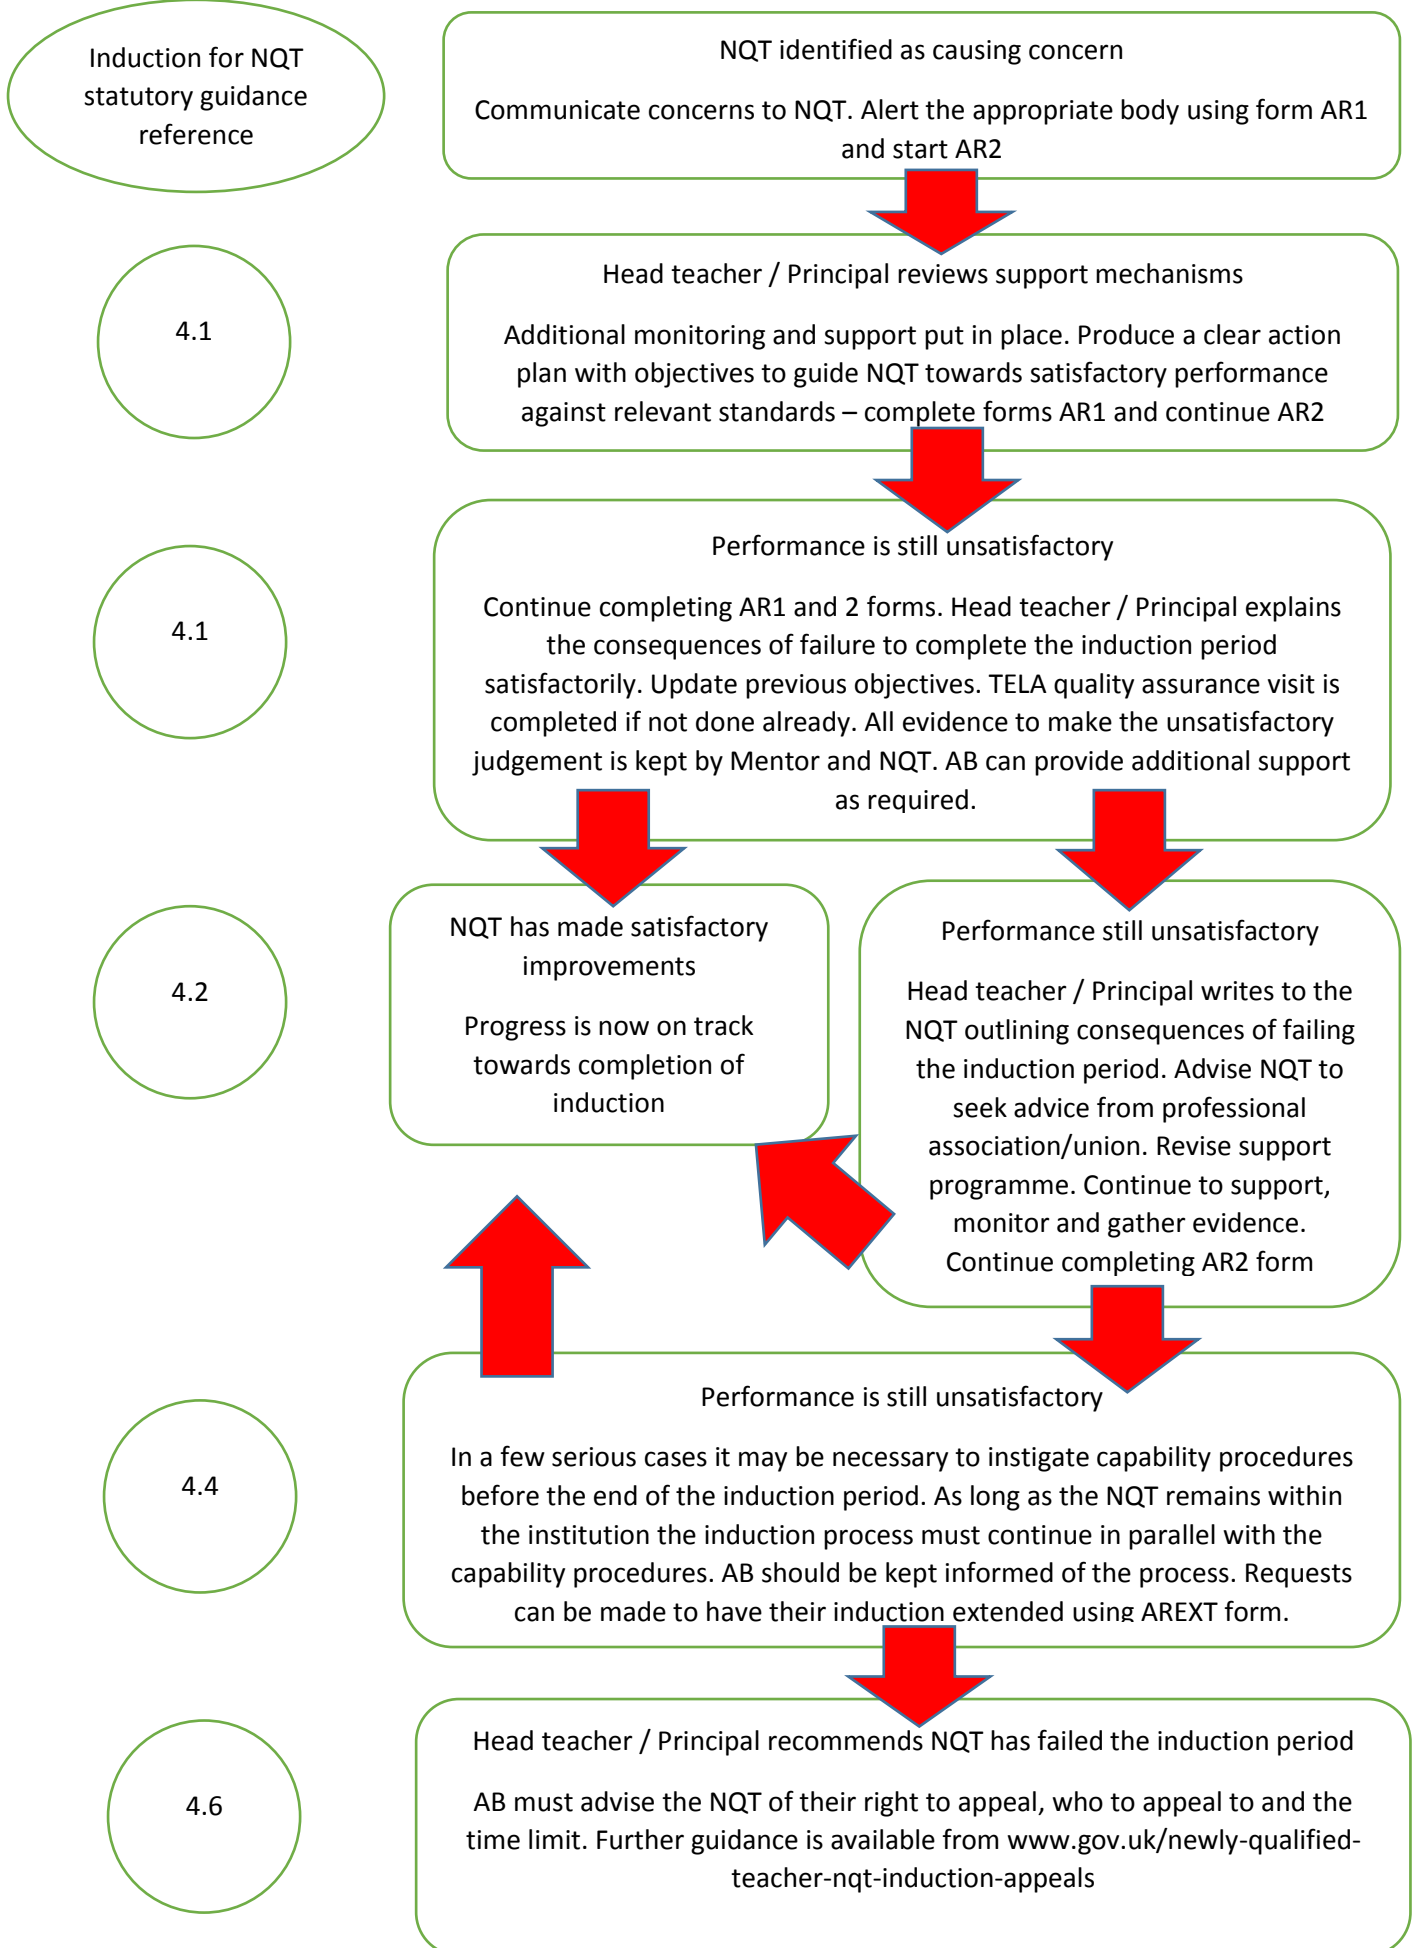 Induction for NQT
statutory guidance
reference
NQT identified as causing concern
Communicate concerns to NQT. Alert the appropriate body using form AR1
and start AR2
4.1
Head teacher / Principal reviews support mechanisms
Additional monitoring and support put in place. Produce a clear action
plan with objectives to guide NQT towards satisfactory performance
against relevant standards – complete forms AR1 and continue AR2
4.1
Performance is still unsatisfactory
Continue completing AR1 and 2 forms. Head teacher / Principal explains
the consequences of failure to complete the induction period
satisfactorily. Update previous objectives. TELA quality assurance visit is
completed if not done already. All evidence to make the unsatisfactory
judgement is kept by Mentor and NQT. AB can provide additional support
as required.
4.2
NQT has made satisfactory
improvements
Progress is now on track
towards completion of
induction
Performance still unsatisfactory
Head teacher / Principal writes to the
NQT outlining consequences of failing
the induction period. Advise NQT to
seek advice from professional
association/union. Revise support
programme. Continue to support,
monitor and gather evidence.
Continue completing AR2 form
4.4
Performance is still unsatisfactory
In a few serious cases it may be necessary to instigate capability procedures
before the end of the induction period. As long as the NQT remains within
the institution the induction process must continue in parallel with the
capability procedures. AB should be kept informed of the process. Requests
can be made to have their induction extended using AREXT form.
4.6
Head teacher / Principal recommends NQT has failed the induction period
AB must advise the NQT of their right to appeal, who to appeal to and the
time limit. Further guidance is available from www.gov.uk/newly-qualified-
teacher-nqt-induction-appeals